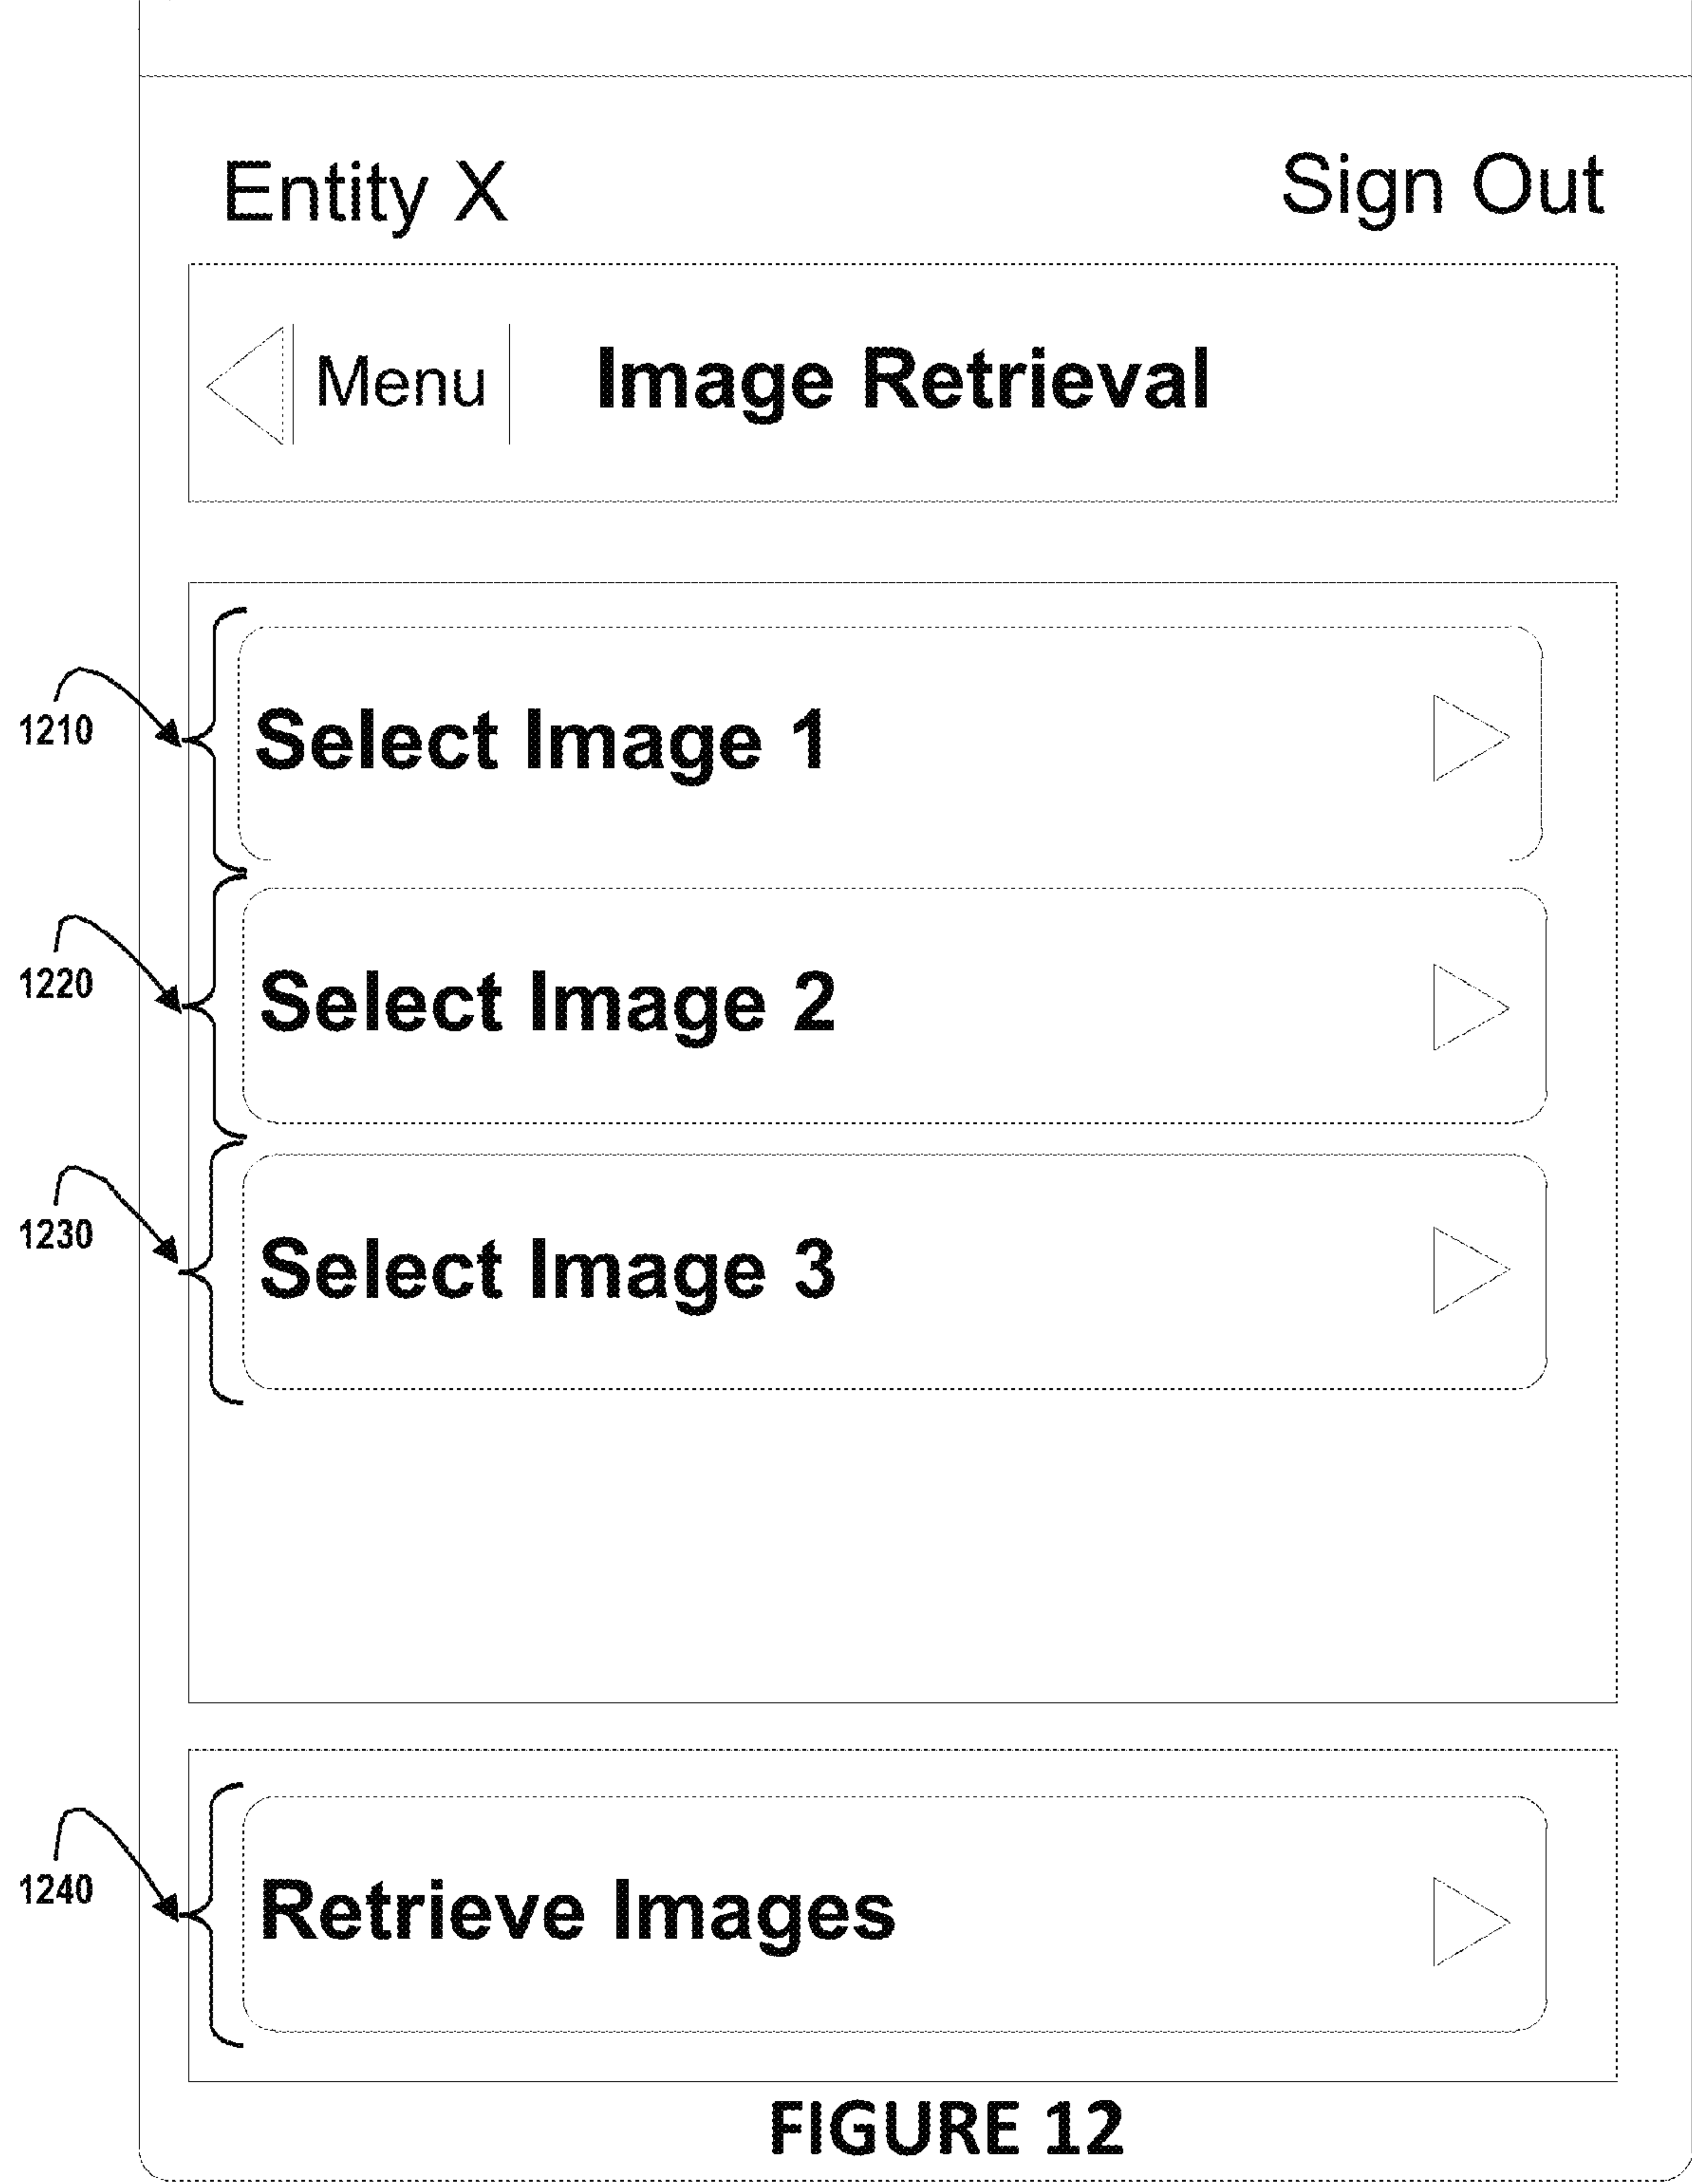 Entity X Sign Out
Menu Image Retrieval
1210 Select Image 1
1220 Select Image 2
1230 Select Image 3
1240 Retrieve Images
FIGURE 12